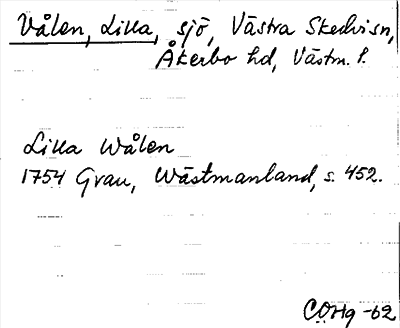 Vålen, Lilla, sjö, Västra Skedvi sn,
Åkerbo hd, Västm. l.
Lilla Wålen
1754 Grau, Wästmanland, s. 452.
COHg -62